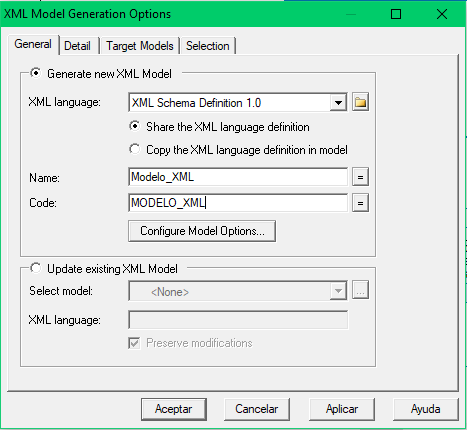 XML Model Generation Options
General Detail Target Models Selection
Generate new XML Model
XML language: XML Schema Definition 1.0
Share the XML language definition
Copy the XML language definition in model
Name: Modelo_XML =
Code: MODELO_XML =
Configure Model Options...
Update existing XML Model
Select model: <None> ...
XML language:
Preserve modifications
Aceptar Cancelar Aplicar Ayuda